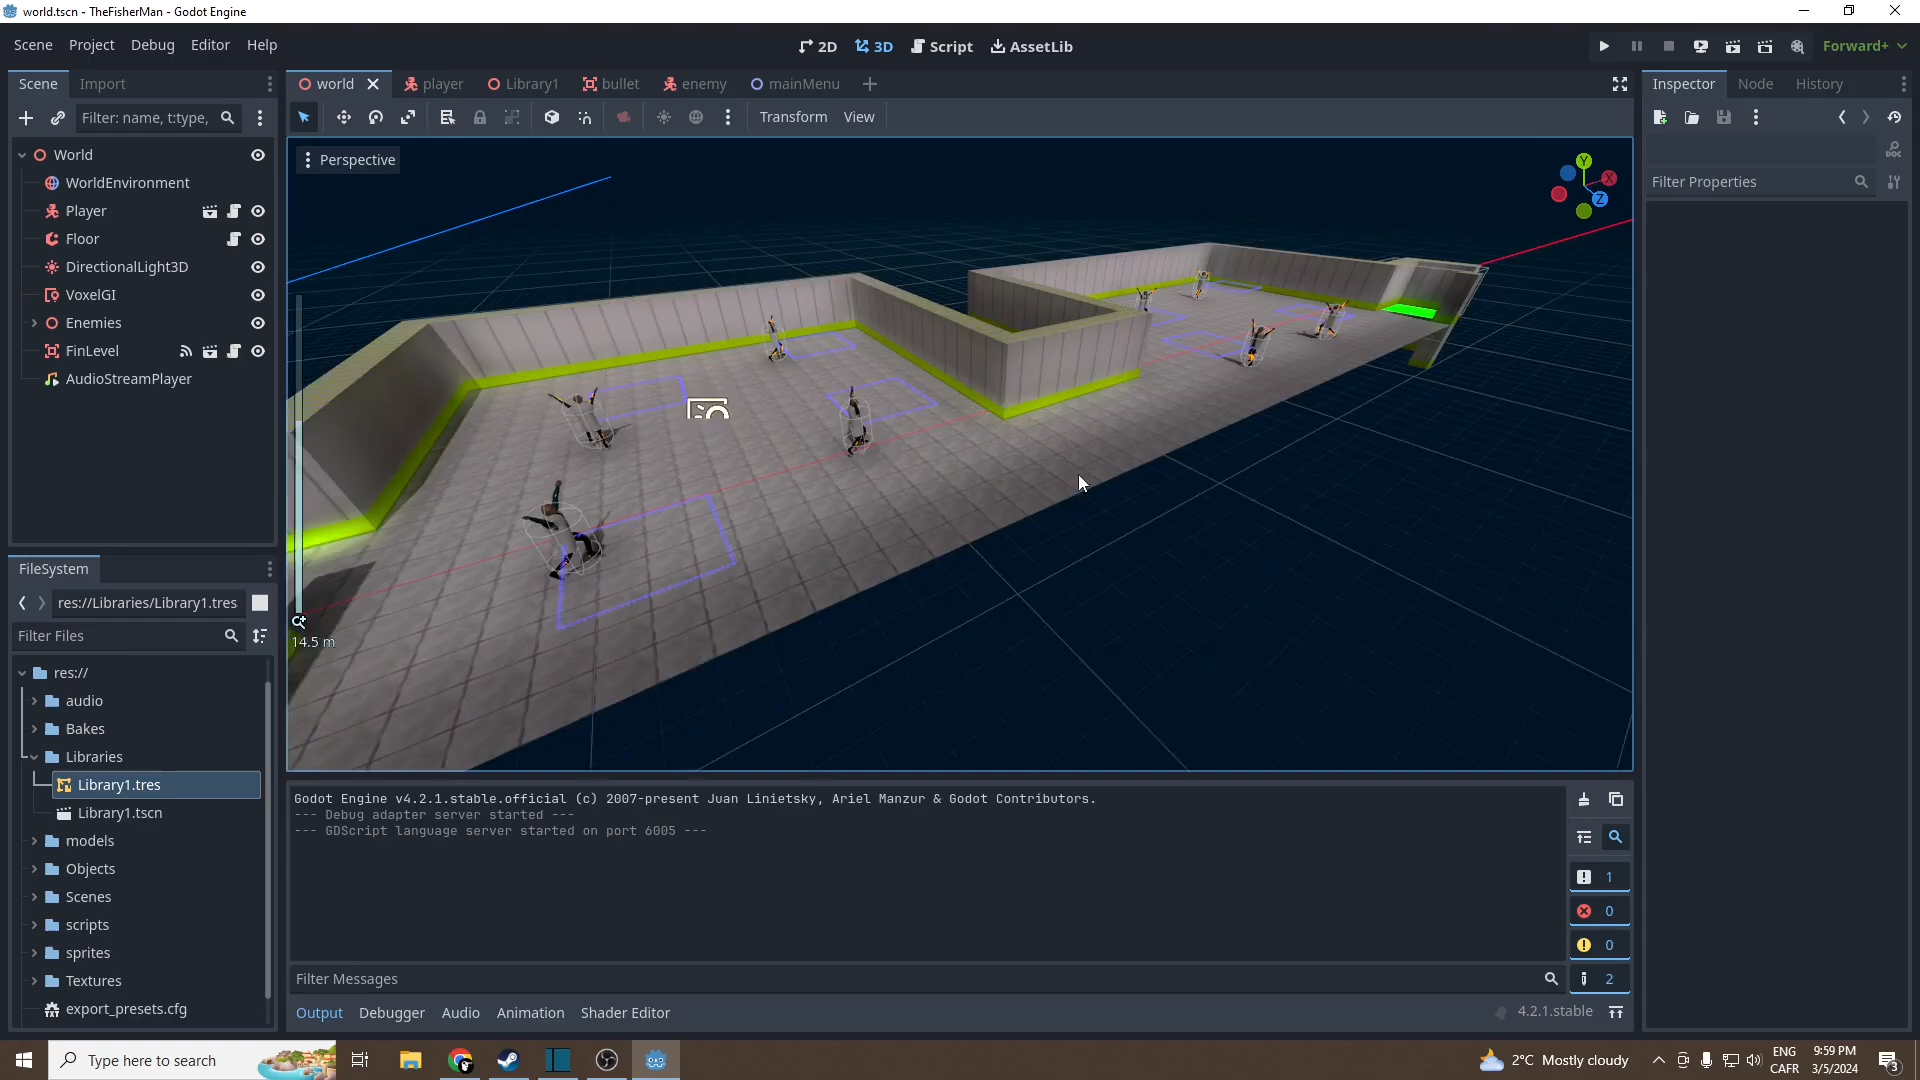 world.tscn - TheFisherMan - Godot Engine
Scene Project Debug Editor Help
2D 3D Script AssetLib
Forward+
Scene Import
world player Library1 bullet enemy mainMenu
Inspector Node History
Filter: name, t:type,
Transform View
World
WorldEnvironment
Player
Floor
DirectionalLight3D
VoxelGI
Enemies
FinLevel
AudioStreamPlayer
Perspective
Y
X
Z
14.5 m
DOC
Filter Properties
FileSystem
res://Libraries/Library1.tres
Filter Files
res://
audio
Bakes
Libraries
Library1.tres
Library1.tscn
models
Objects
Scenes
scripts
sprites
Textures
export_presets.cfg
Godot Engine v4.2.1.stable.official (c) 2007-present Juan Linietsky, Ariel Manzur & Godot Contributors.
--- Debug adapter server started ---
--- GDScript language server started on port 6005 ---
1
0
0
2
Filter Messages
Output Debugger Audio Animation Shader Editor
4.2.1.stable
Type here to search
2°C Mostly cloudy
ENG
CAFR
9:59 PM
3/5/2024
3